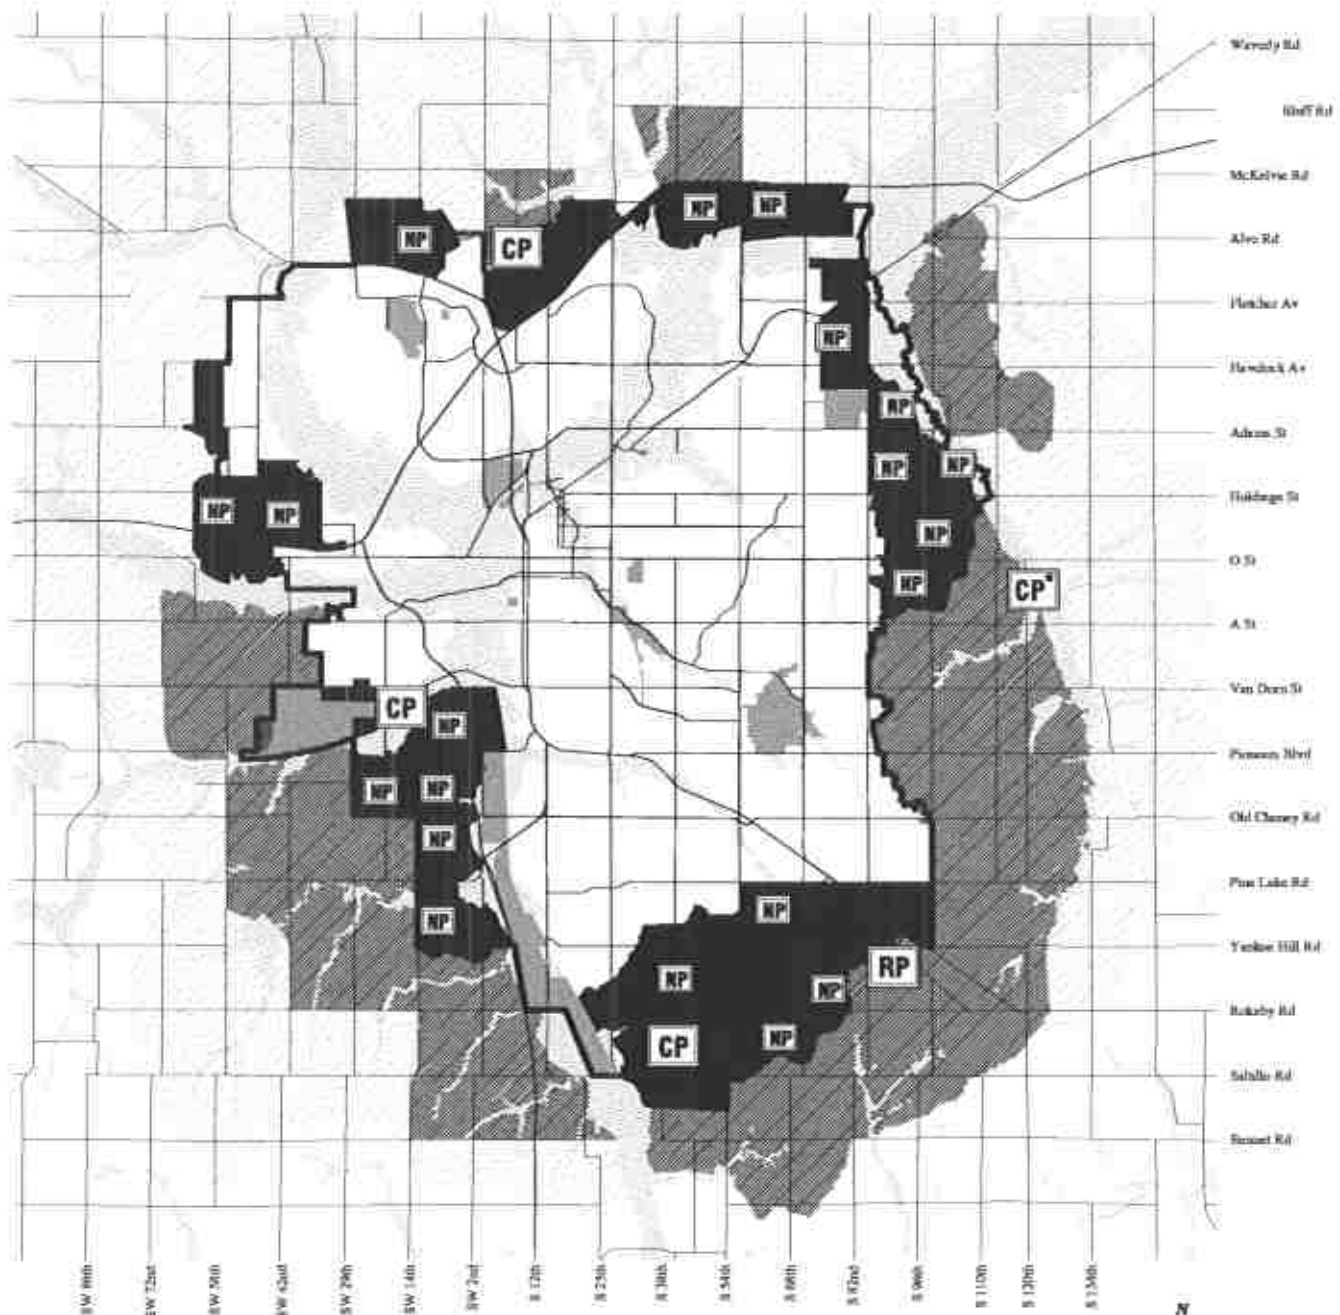 Waverly Rd
Bluff Rd
McKelvie Rd
NP NP
NP
CP
Alvo Rd
Fletcher Av
NP
Havelock Av
NP
Adams St
NP NP
Holdrege St
NP NP
NP
O St
NP
CP*
A St
Van Dorn St
CP
NP
Pioneers Blvd
NP NP
Old Cheney Rd
NP
Pine Lake Rd
NP
NP
Yankee Hill Rd
NP
RP
NP
Rokeby Rd
CP
NP
Saltillo Rd
Bennet Rd
SW 72nd
SW 56th
SW 42nd
SW 29th
SW 14th
SW 2nd
S 12th
S 25th
S 38th
S 54th
S 68th
S 82nd
S 96th
S 110th
S 120th
S 134th
N